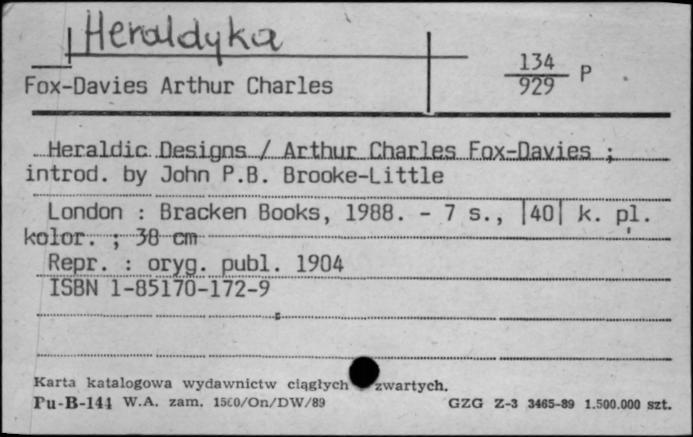 Heraldyka
134
929 P
Fox-Davies Arthur Charles
Heraldic Designs / Arthur Charles Fox-Davies ;
introd. by John P.B. Brooke-Little
London : Bracken Books, 1988. - 7 s., |40| k. pl.
kolor. ; 38 cm
Repr. : oryg. publ. 1904
ISBN 1-85170-172-9
Karta katalogowa wydawnictw ciągłych zwartych.
Pu-B-144 W.A. zam. 1560/On/DW/89 GZG Z-3 3465-89 1.500.000 szt.